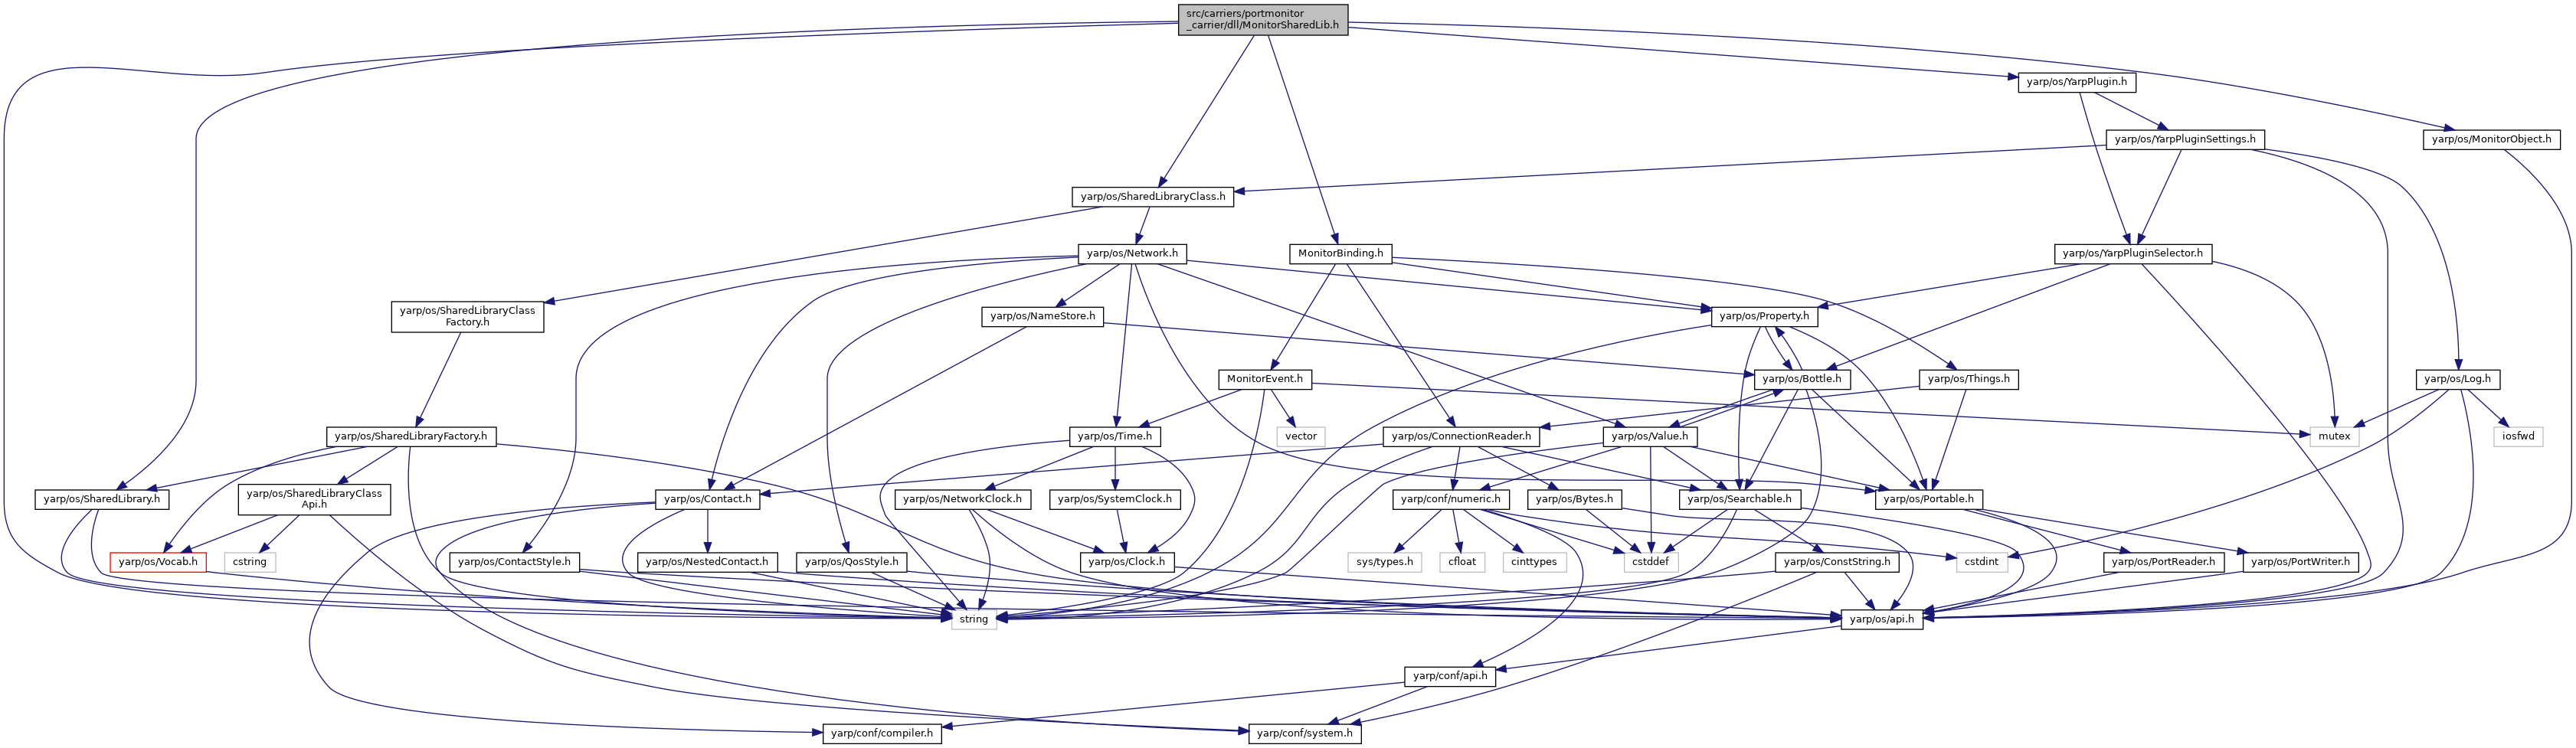 src/carriers/portmonitor
_carrier/dll/MonitorSharedLib.h
yarp/os/YarpPlugin.h
yarp/os/YarpPluginSettings.h
yarp/os/MonitorObject.h
yarp/os/SharedLibraryClass.h
yarp/os/Network.h
MonitorBinding.h
yarp/os/YarpPluginSelector.h
yarp/os/SharedLibraryClass
Factory.h
yarp/os/NameStore.h
yarp/os/Property.h
MonitorEvent.h
yarp/os/Bottle.h
yarp/os/Things.h
yarp/os/Log.h
yarp/os/SharedLibraryFactory.h
yarp/os/Time.h
vector
yarp/os/ConnectionReader.h
yarp/os/Value.h
mutex
iosfwd
yarp/os/SharedLibrary.h
yarp/os/SharedLibraryClass
Api.h
yarp/os/Contact.h
yarp/os/NetworkClock.h
yarp/os/SystemClock.h
yarp/conf/numeric.h
yarp/os/Bytes.h
yarp/os/Searchable.h
yarp/os/Portable.h
yarp/os/Vocab.h
cstring
yarp/os/ContactStyle.h
yarp/os/NestedContact.h
yarp/os/QosStyle.h
yarp/os/Clock.h
sys/types.h
cfloat
cinttypes
cstddef
yarp/os/ConstString.h
cstdint
yarp/os/PortReader.h
yarp/os/PortWriter.h
string
yarp/os/api.h
yarp/conf/api.h
yarp/conf/compiler.h
yarp/conf/system.h